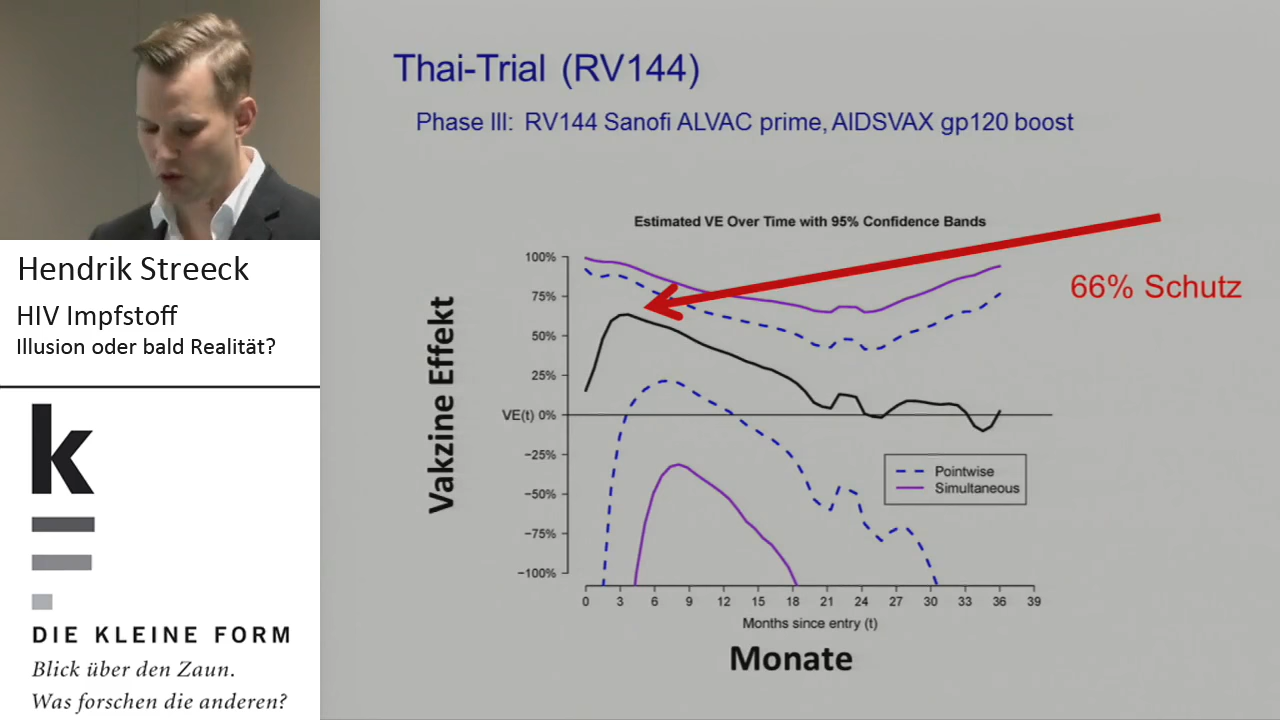 Hendrik Streeck
HIV Impfstoff
Illusion oder bald Realität?
k
DIE KLEINE FORM
Blick über den Zaun.
Was forschen die anderen?
Thai-Trial (RV144)
Phase III: RV144 Sanofi ALVAC prime, AIDSVAX gp120 boost
Estimated VE Over Time with 95% Confidence Bands
66% Schutz
Vakzine Effekt
100%
75%
50%
25%
VE(t) 0%
−25%
−50%
−75%
−100%
Pointwise
Simultaneous
0 3 6 9 12 15 18 21 24 27 30 33 36 39
Months since entry (t)
Monate